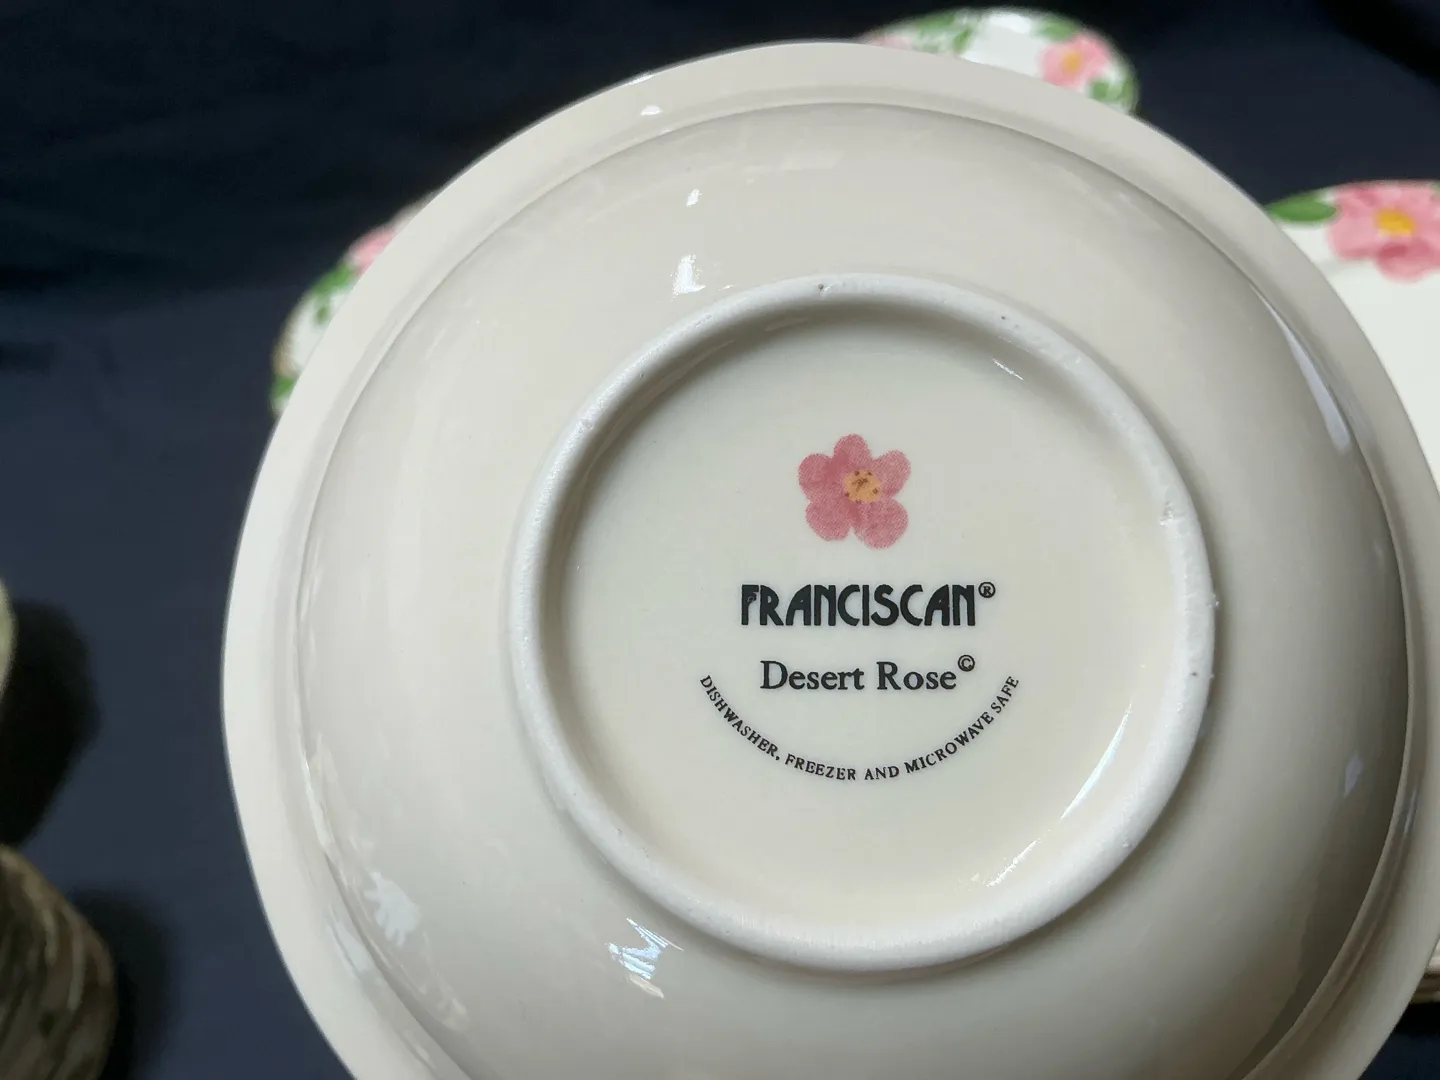 FRANCISCAN®
Desert Rose©
DISHWASHER, FREEZER AND MICROWAVE SAFE